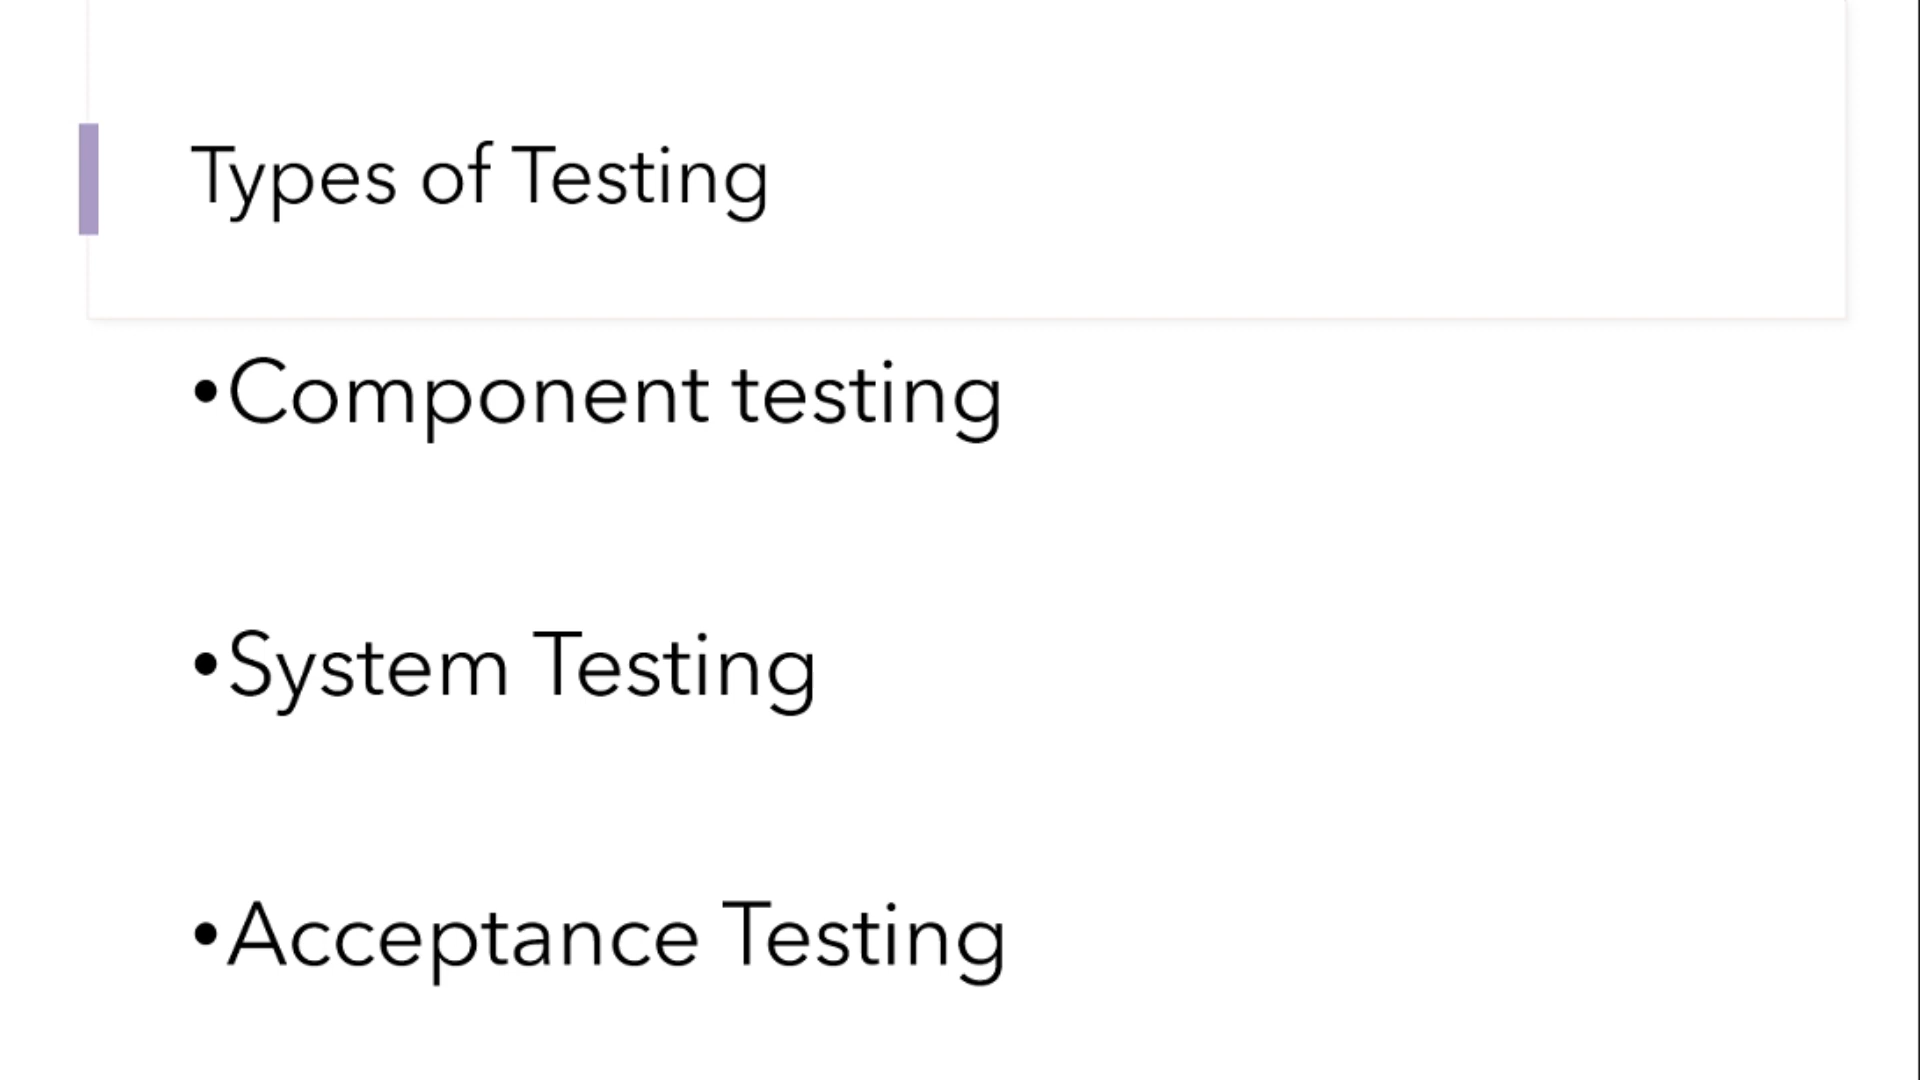 Types of Testing
•Component testing
•System Testing
•Acceptance Testing